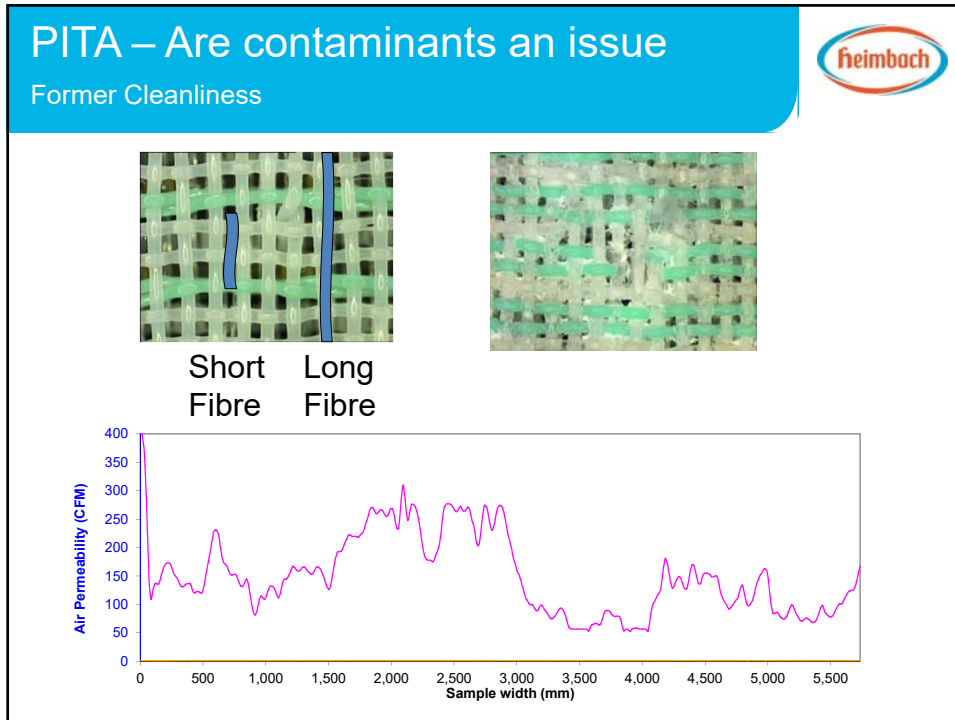 PITA – Are contaminants an issue
Former Cleanliness
heimbach
Short Long
Fibre Fibre
400
350
300
250
200
150
100
50
0
Air Permeability (CFM)
0 500 1,000 1,500 2,000 2,500 3,000 3,500 4,000 4,500 5,000 5,500
Sample width (mm)